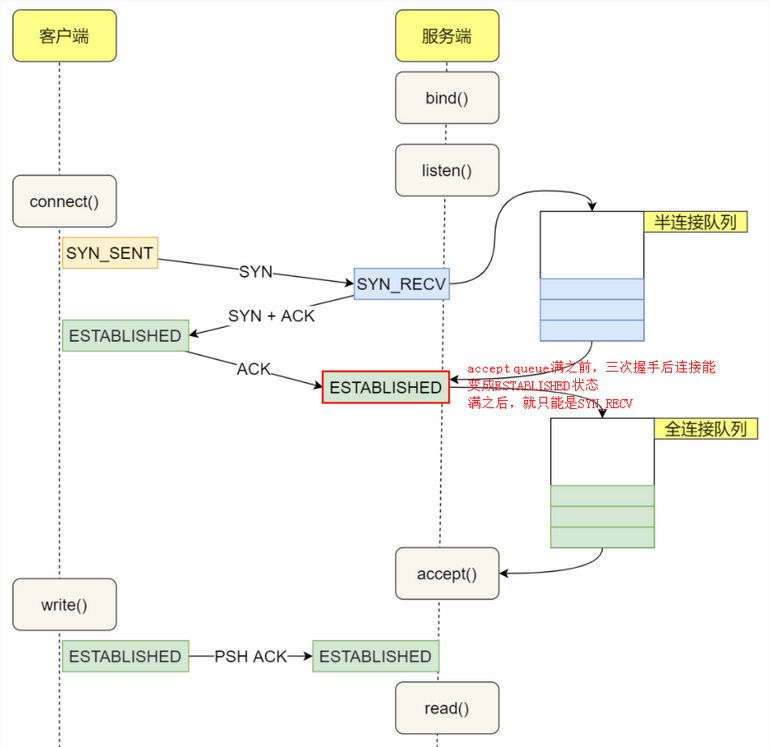 客户端
服务端
bind()
listen()
connect()
半连接队列
SYN_SENT
SYN
SYN_RECV
SYN + ACK
ESTABLISHED
ACK
ESTABLISHED
accept queue满之前，三次握手后连接能
变成ESTABLISHED状态
满之后，就只能是SYN_RECV
全连接队列
accept()
write()
ESTABLISHED
PSH ACK
ESTABLISHED
read()